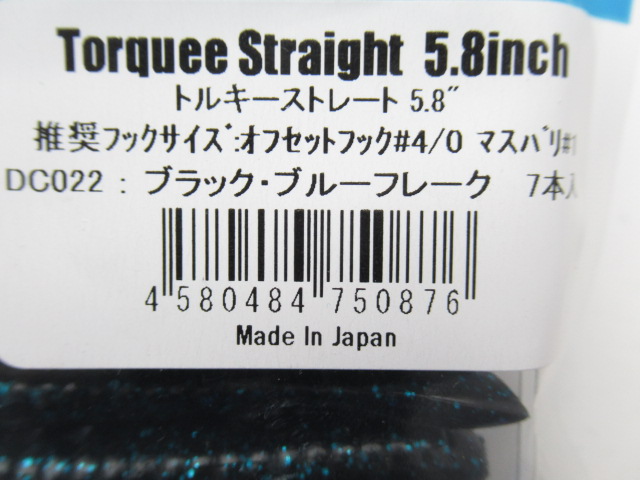 Torquee Straight 5.8inch
トルキーストレート 5.8"
推奨フックサイズ:オフセットフック#4/0 マスバリ#1
DC022 : ブラック・ブルーフレーク 7本入
4 580484 750876
Made In Japan